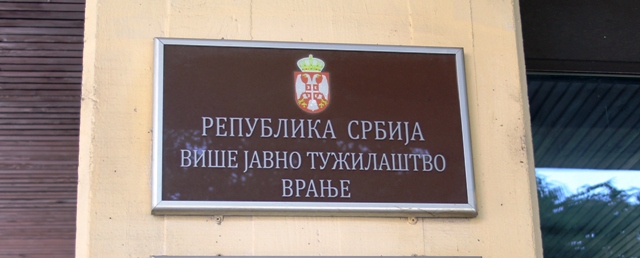 РЕПУБЛИКА СРБИЈА
ВИШЕ ЈАВНО ТУЖИЛАШТВО
ВРАЊЕ